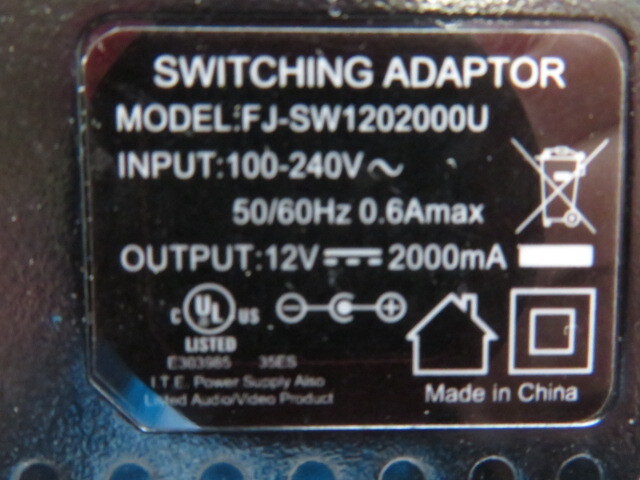 SWITCHING ADAPTOR
MODEL:FJ-SW1202000U
INPUT:100-240V~
50/60Hz 0.6Amax
OUTPUT:12V⎓2000mA
c UL US
LISTED
E303985 35ES
I.T.E. Power Supply Also
Listed Audio/Video Product
Made in China